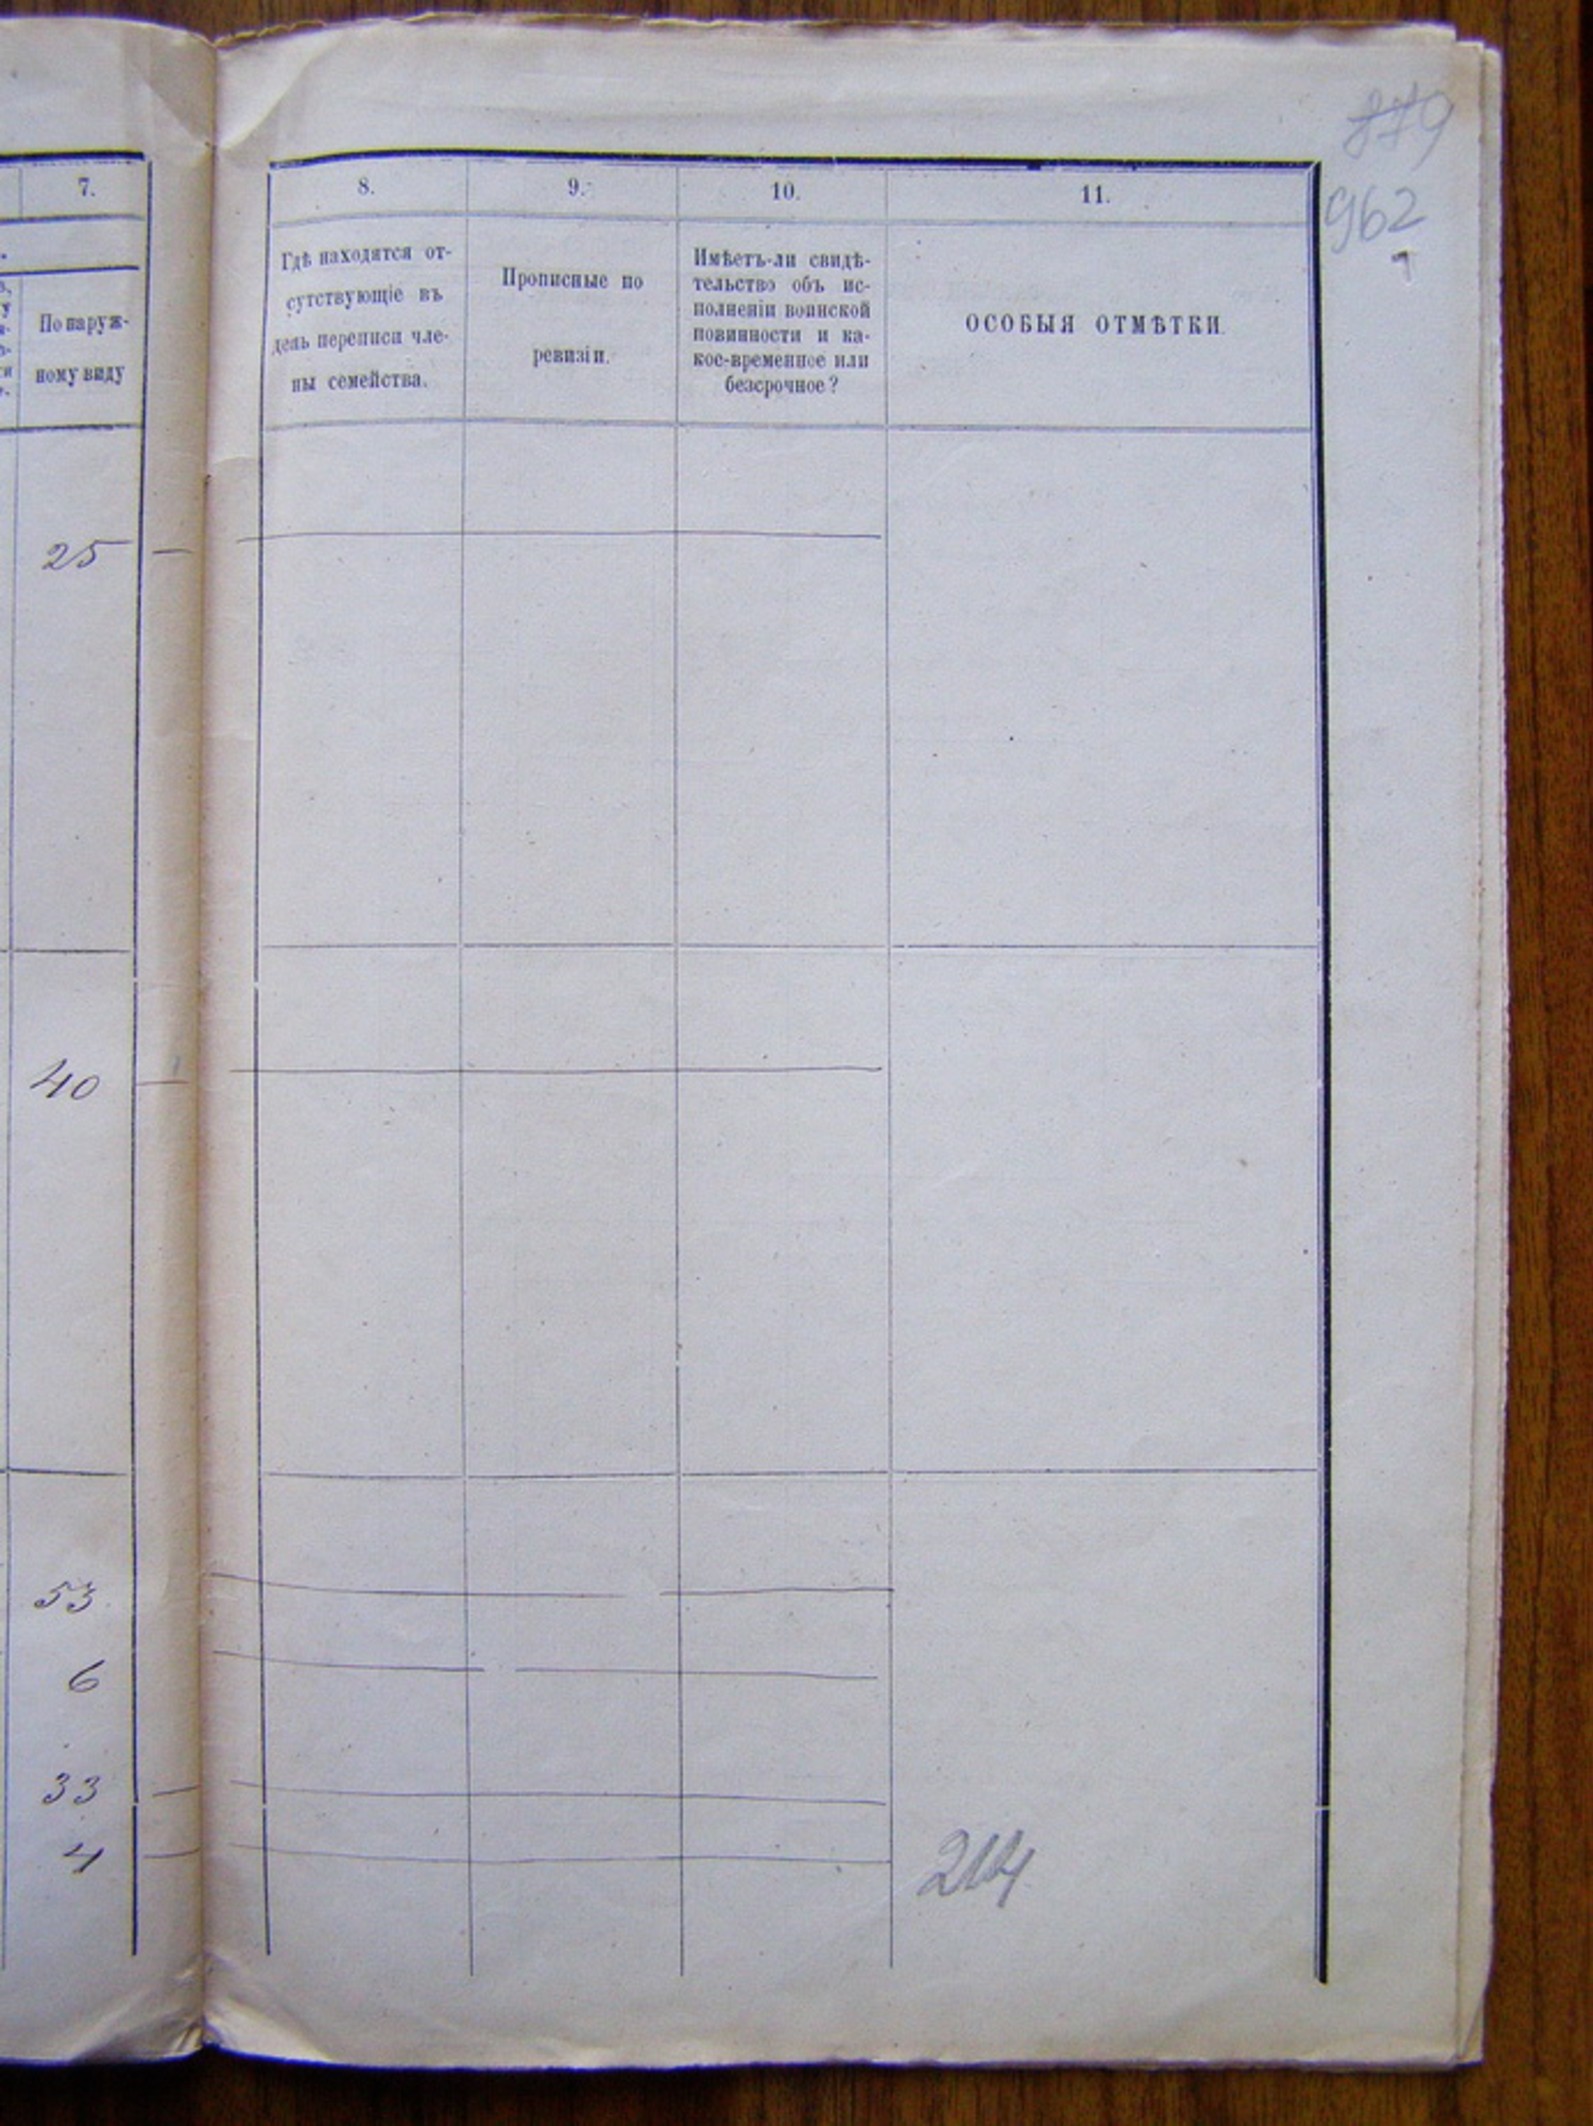 879
962
7.
8.
9.
10.
11.
По наруж-
ному виду
Гдѣ находятся от-
сутствующіе въ
день переписи чле-
ны семейства.
Прописные по
ревизіи.
Имѣетъ-ли свидѣ-
тельство объ ис-
полненіи воинской
повинности и ка-
кое-временное или
безсрочное?
ОСОБЫЯ ОТМѢТКИ.
25
40
53
6
33
4
214